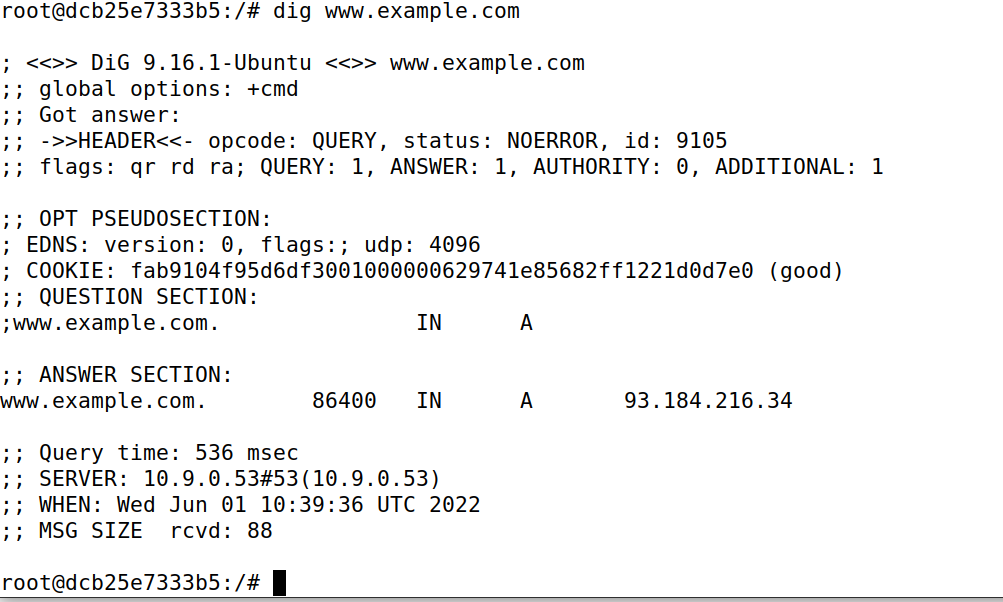 root@dcb25e7333b5:/# dig www.example.com
; <<>> DiG 9.16.1-Ubuntu <<>> www.example.com
;; global options: +cmd
;; Got answer:
;; ->>HEADER<<- opcode: QUERY, status: NOERROR, id: 9105
;; flags: qr rd ra; QUERY: 1, ANSWER: 1, AUTHORITY: 0, ADDITIONAL: 1
;; OPT PSEUDOSECTION:
; EDNS: version: 0, flags:; udp: 4096
; COOKIE: fab9104f95d6df3001000000629741e85682ff1221d0d7e0 (good)
;; QUESTION SECTION:
;www.example.com. IN A
;; ANSWER SECTION:
www.example.com. 86400 IN A 93.184.216.34
;; Query time: 536 msec
;; SERVER: 10.9.0.53#53(10.9.0.53)
;; WHEN: Wed Jun 01 10:39:36 UTC 2022
;; MSG SIZE  rcvd: 88
root@dcb25e7333b5:/#